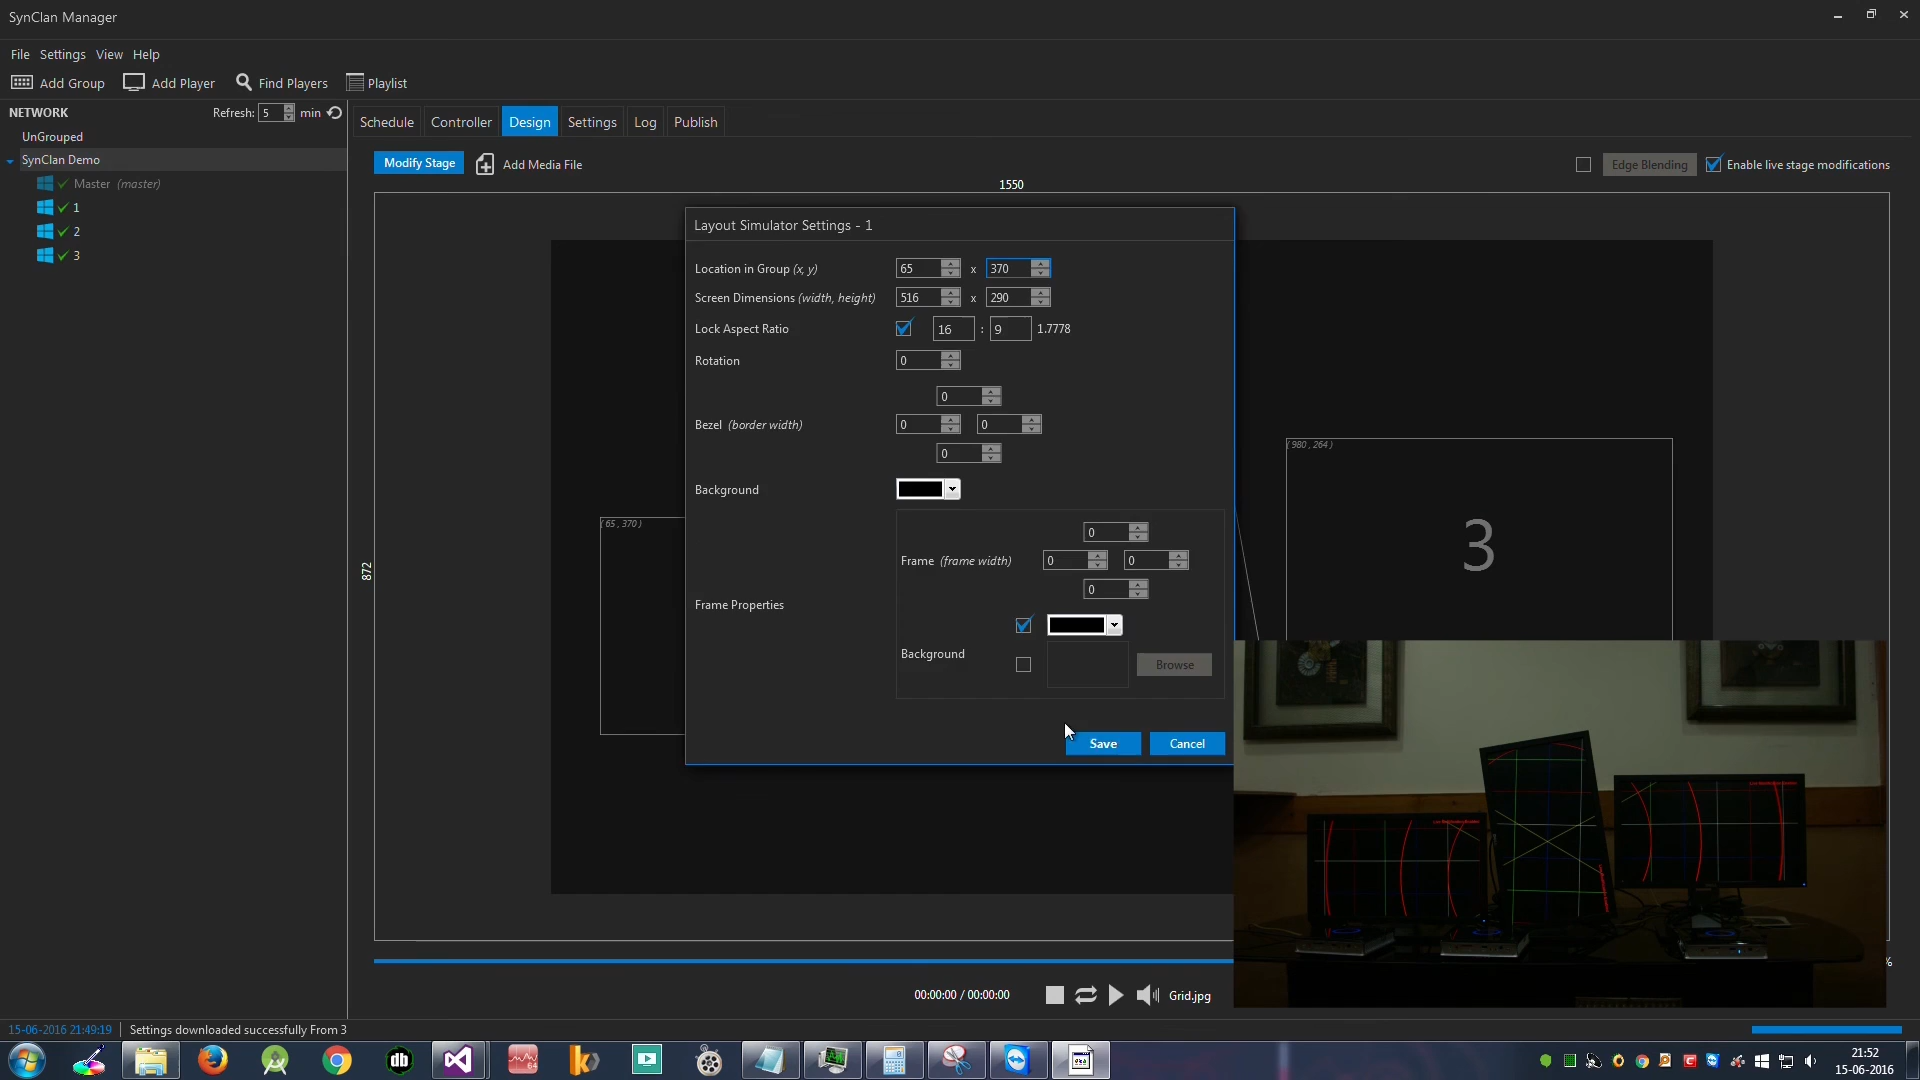 SynClan Manager
File Settings View Help
Add Group Add Player Find Players Playlist
NETWORK Refresh: 5 min
Schedule Controller Design Settings Log Publish
UnGrouped
SynClan Demo
Modify Stage Add Media File Edge Blending Enable live stage modifications
Master (master)
1
2
3
1550
872
Layout Simulator Settings - 1
Location in Group (x, y) 65 x 370
Screen Dimensions (width, height) 516 x 290
Lock Aspect Ratio 16 : 9 1.7778
Rotation 0
0
Bezel (border width) 0 0
0
Background
0
Frame (frame width) 0 0
0
Frame Properties
Background Browse
Save Cancel
( 65 , 370 )
( 980 , 264 )
3
%
00:00:00 / 00:00:00 Grid.jpg
15-06-2016 21:49:19 Settings downloaded successfully From 3
db
64
21:52
15-06-2016